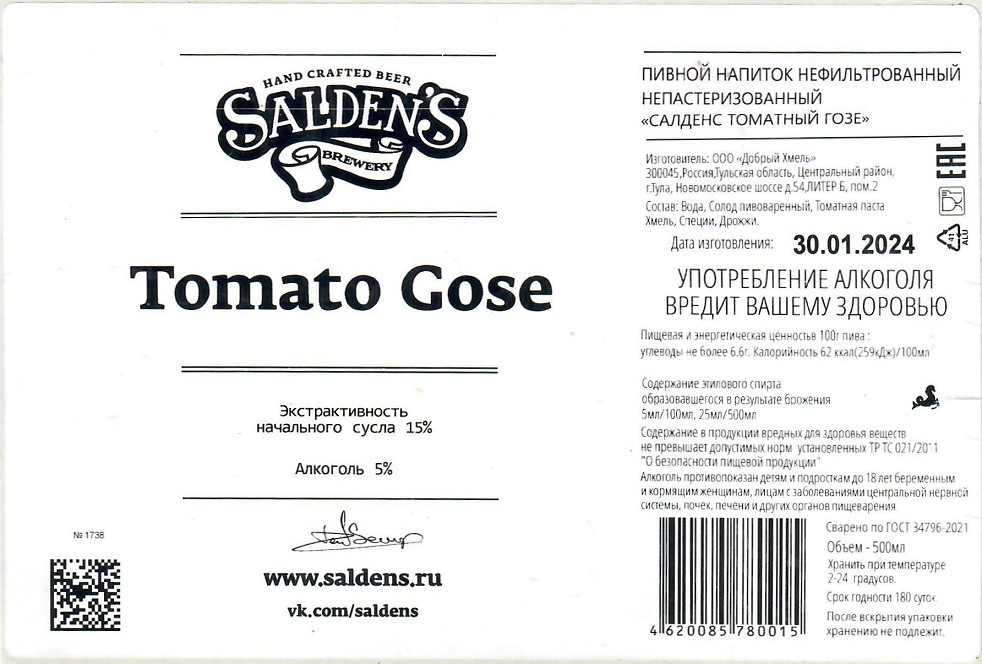 HAND CRAFTED BEER
SALDEN'S
BREWERY
Tomato Gose
Экстрактивность
начального сусла 15%
Алкоголь 5%
www.saldens.ru
vk.com/saldens
№ 1738
ПИВНОЙ НАПИТОК НЕФИЛЬТРОВАННЫЙ
НЕПАСТЕРИЗОВАННЫЙ
«САЛДЕНС ТОМАТНЫЙ ГОЗЕ»
Изготовитель: ООО «Добрый Хмель»
300045,Россия,Тульская область, Центральный район,
г.Тула, Новомосковское шоссе д.54,ЛИТЕР Б, пом.2
Состав: Вода, Солод пивоваренный, Томатная паста
Хмель, Специи, Дрожжи.
Дата изготовления: 30.01.2024
EAC
41
ALU
УПОТРЕБЛЕНИЕ АЛКОГОЛЯ
ВРЕДИТ ВАШЕМУ ЗДОРОВЬЮ
Пищевая и энергетическая ценностьв 100г пива :
углеводы не более 6.6г. Калорийность 62 ккал(259кДж)/100мл
Содержание этилового спирта
образовавшегося в результате брожения
5мл/100мл, 25мл/500мл
Содержание в продукции вредных для здоровья веществ
не превышает допустимых норм установленных ТР ТС 021/2011
"О безопасности пищевой продукции"
Алкоголь противопоказан детям и подросткам до 18 лет беременным
и кормящим женщинам, лицам с заболеваниями центральной нервной
системы, почек, печени и других органов пищеварения.
4 620085 780015
Сварено по ГОСТ 34796-2021
Объем - 500мл
Хранить при температуре
2-24 градусов.
Срок годности 180 суток.
После вскрытия упаковки
хранению не подлежит.